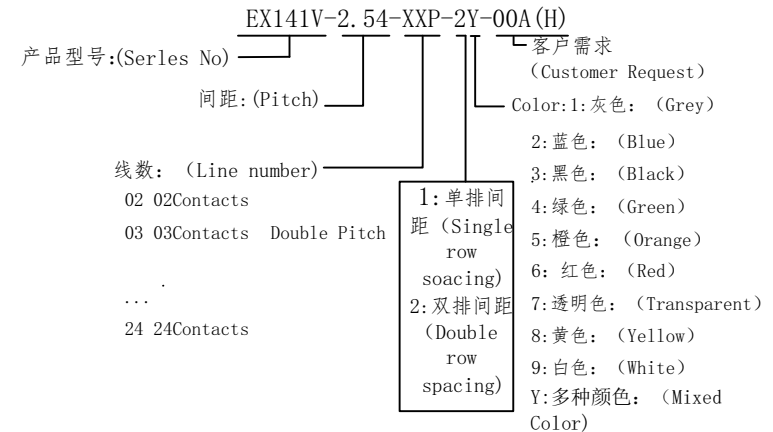 EX141V-2.54-XXP-2Y-00A(H)
产品型号:(Serles No)
客户需求
(Customer Request)
间距:(Pitch)
Color:1:灰色：（Grey）
线数：（Line number)
02 02Contacts
03 03Contacts Double Pitch
.
...
24 24Contacts
1:单排间
距（Single
row
soacing)
2:双排间距
（Double
row
spacing)
2:蓝色：（Blue）
3:黑色：（Black）
4:绿色：（Green）
5:橙色：（Orange）
6：红色：（Red）
7:透明色：（Transparent）
8:黄色：（Yellow）
9:白色：（White）
Y:多种颜色：（Mixed
Color)